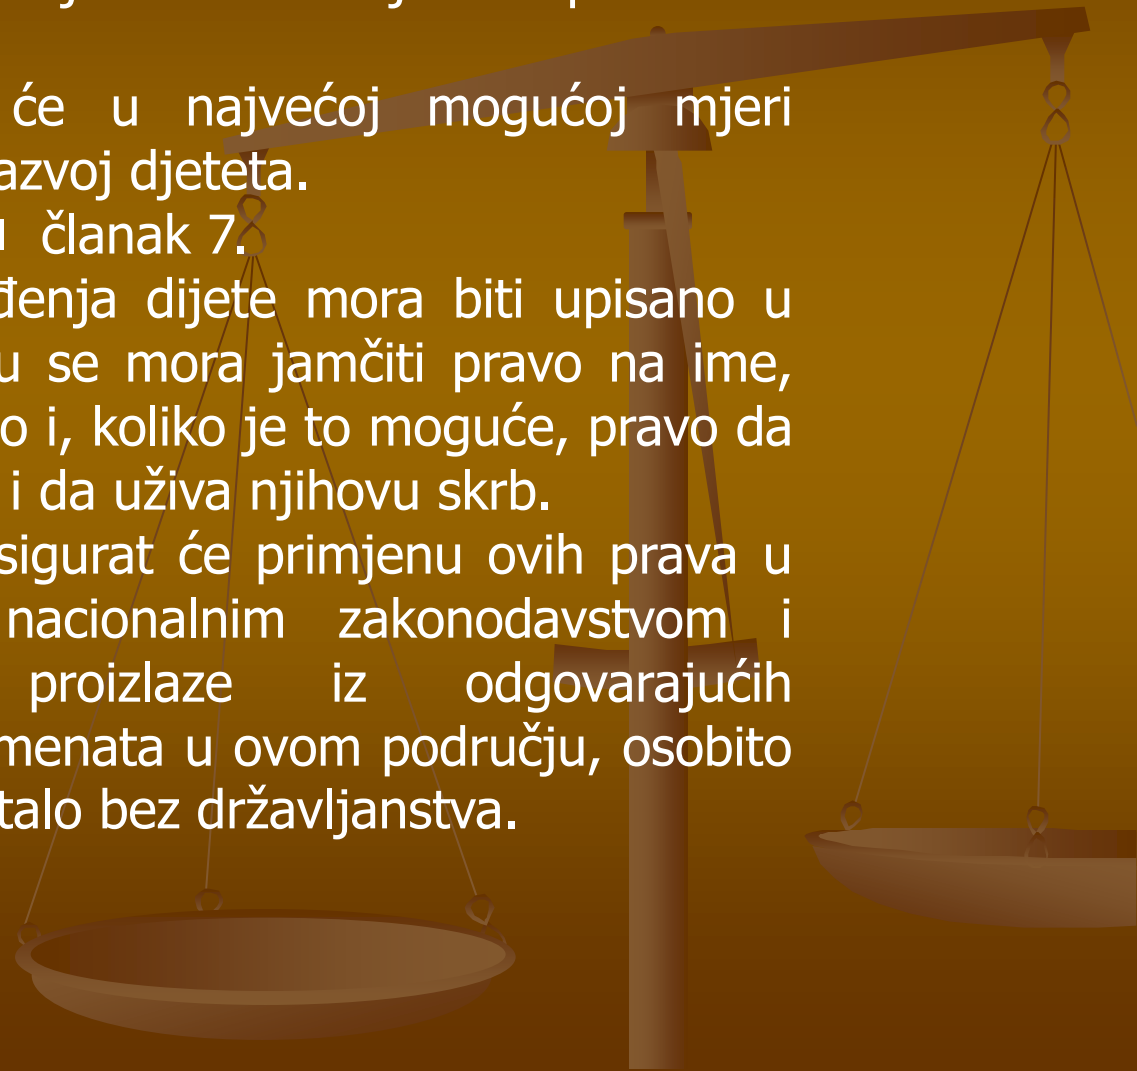 će u najvećoj mogućoj mjeri
azvoj djeteta.
članak 7.
đenja dijete mora biti upisano u
u se mora jamčiti pravo na ime,
o i, koliko je to moguće, pravo da
i da uživa njihovu skrb.
sigurat će primjenu ovih prava u
nacionalnim zakonodavstvom i
proizlaze iz odgovarajućih
menata u ovom području, osobito
talo bez državljanstva.